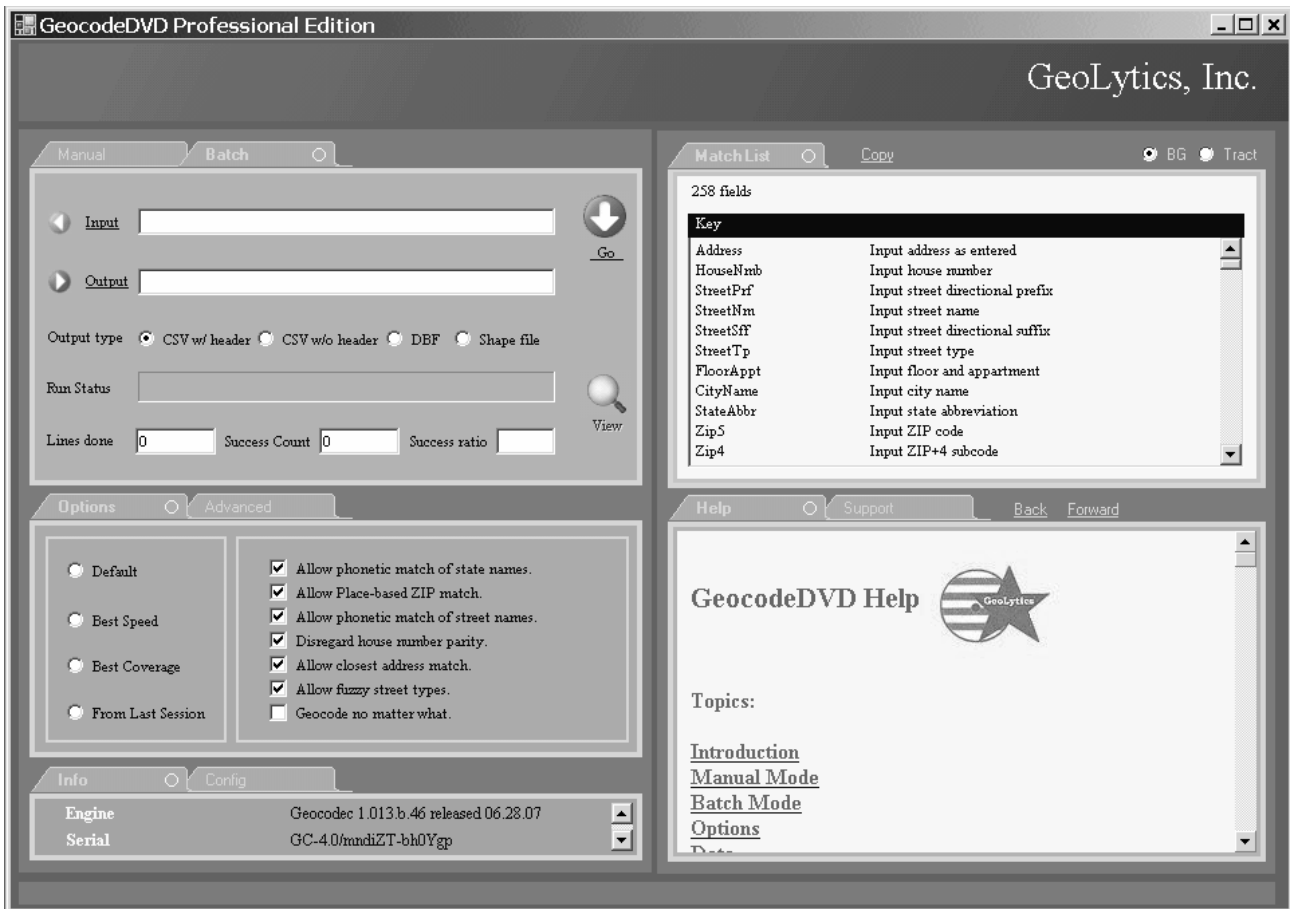 GeocodeDVD Professional Edition
GeoLytics, Inc.
Manual Batch
Input
Go
Output
Output type CSV w/ header CSV w/o header DBF Shape file
Run Status
View
Lines done 0 Success Count 0 Success ratio
Match List Copy BG Tract
258 fields
Key
Address Input address as entered
HouseNmb Input house number
StreetPrf Input street directional prefix
StreetNm Input street name
StreetSff Input street directional suffix
StreetTp Input street type
FloorAppt Input floor and appartment
CityName Input city name
StateAbbr Input state abbreviation
Zip5 Input ZIP code
Zip4 Input ZIP+4 subcode
Options Advanced
Default
Best Speed
Best Coverage
From Last Session
Allow phonetic match of state names.
Allow Place-based ZIP match.
Allow phonetic match of street names.
Disregard house number parity.
Allow closest address match.
Allow fuzzy street types.
Geocode no matter what.
Help Support Back Forward
GeocodeDVD Help
GeoLytics
Topics:
Introduction
Manual Mode
Batch Mode
Options
Info Config
Engine Geocodec 1.013.b.46 released 06.28.07
Serial GC-4.0/mndiZT-bh0Ygp